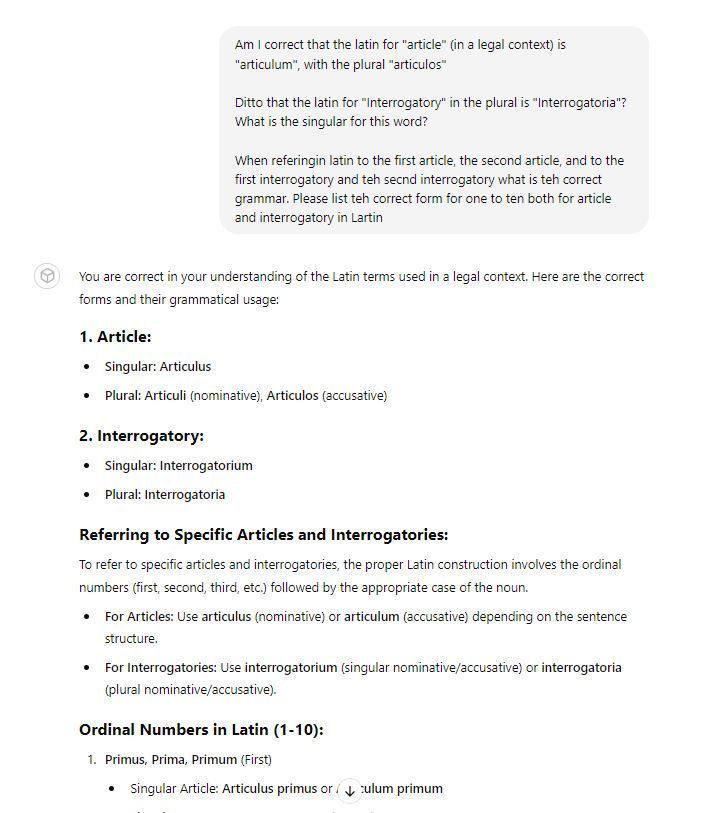 Am I correct that the latin for "article" (in a legal context) is
"articulum", with the plural "articulos"
Ditto that the latin for "Interrogatory" in the plural is "Interrogatoria"?
What is the singular for this word?
When referingin latin to the first article, the second article, and to the
first interrogatory and teh secnd interrogatory what is teh correct
grammar. Please list teh correct form for one to ten both for article
and interrogatory in Lartin
You are correct in your understanding of the Latin terms used in a legal context. Here are the correct
forms and their grammatical usage:
1. Article:
• Singular: Articulus
• Plural: Articuli (nominative), Articulos (accusative)
2. Interrogatory:
• Singular: Interrogatorium
• Plural: Interrogatoria
Referring to Specific Articles and Interrogatories:
To refer to specific articles and interrogatories, the proper Latin construction involves the ordinal
numbers (first, second, third, etc.) followed by the appropriate case of the noun.
• For Articles: Use articulus (nominative) or articulum (accusative) depending on the sentence
structure.
• For Interrogatories: Use interrogatorium (singular nominative/accusative) or interrogatoria
(plural nominative/accusative).
Ordinal Numbers in Latin (1-10):
1. Primus, Prima, Primum (First)
• Singular Article: Articulus primus or primum